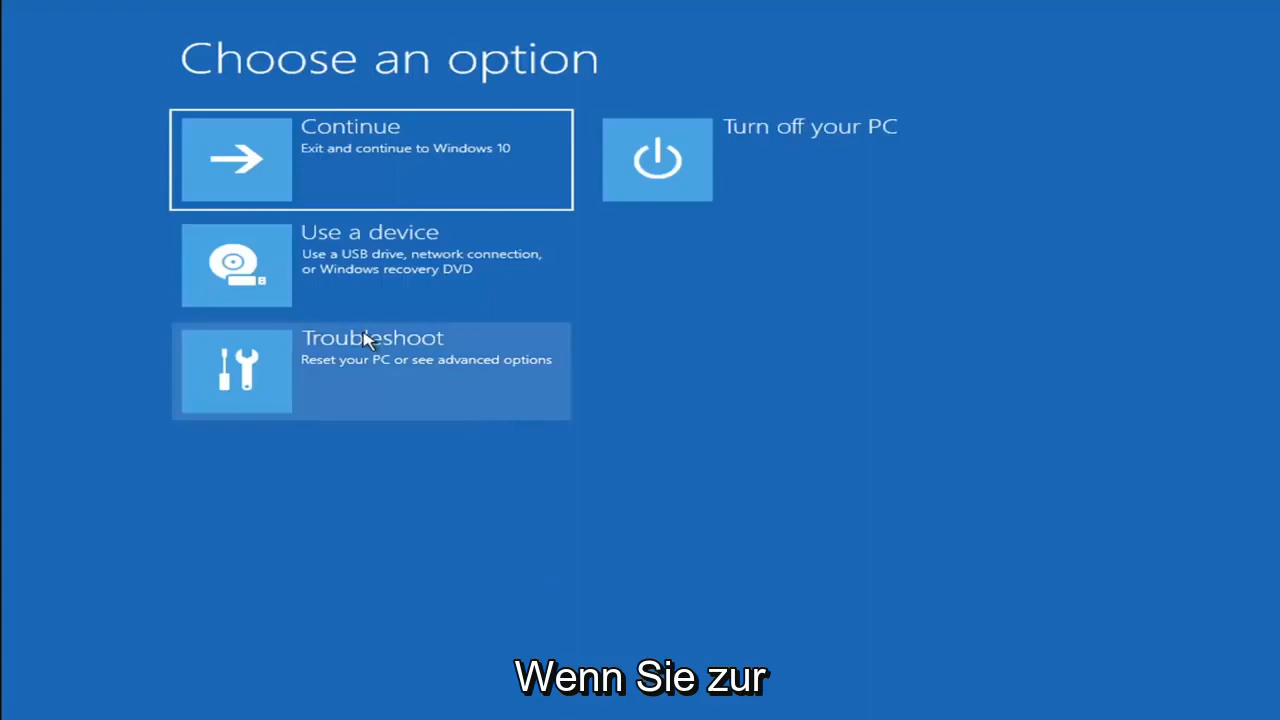 Choose an option
Continue
Exit and continue to Windows 10
Turn off your PC
Use a device
Use a USB drive, network connection,
or Windows recovery DVD
Troubleshoot
Reset your PC or see advanced options
Wenn Sie zur